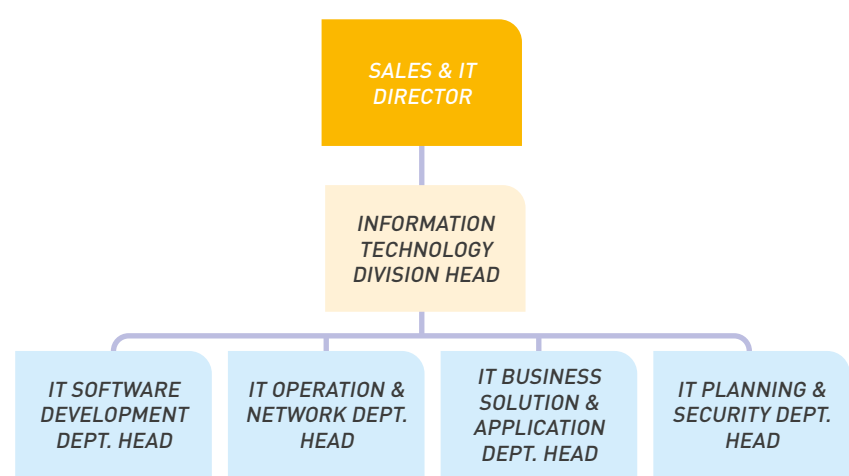 SALES & IT
DIRECTOR
INFORMATION
TECHNOLOGY
DIVISION HEAD
IT SOFTWARE
DEVELOPMENT
DEPT. HEAD
IT OPERATION &
NETWORK DEPT.
HEAD
IT BUSINESS
SOLUTION &
APPLICATION
DEPT. HEAD
IT PLANNING &
SECURITY DEPT.
HEAD